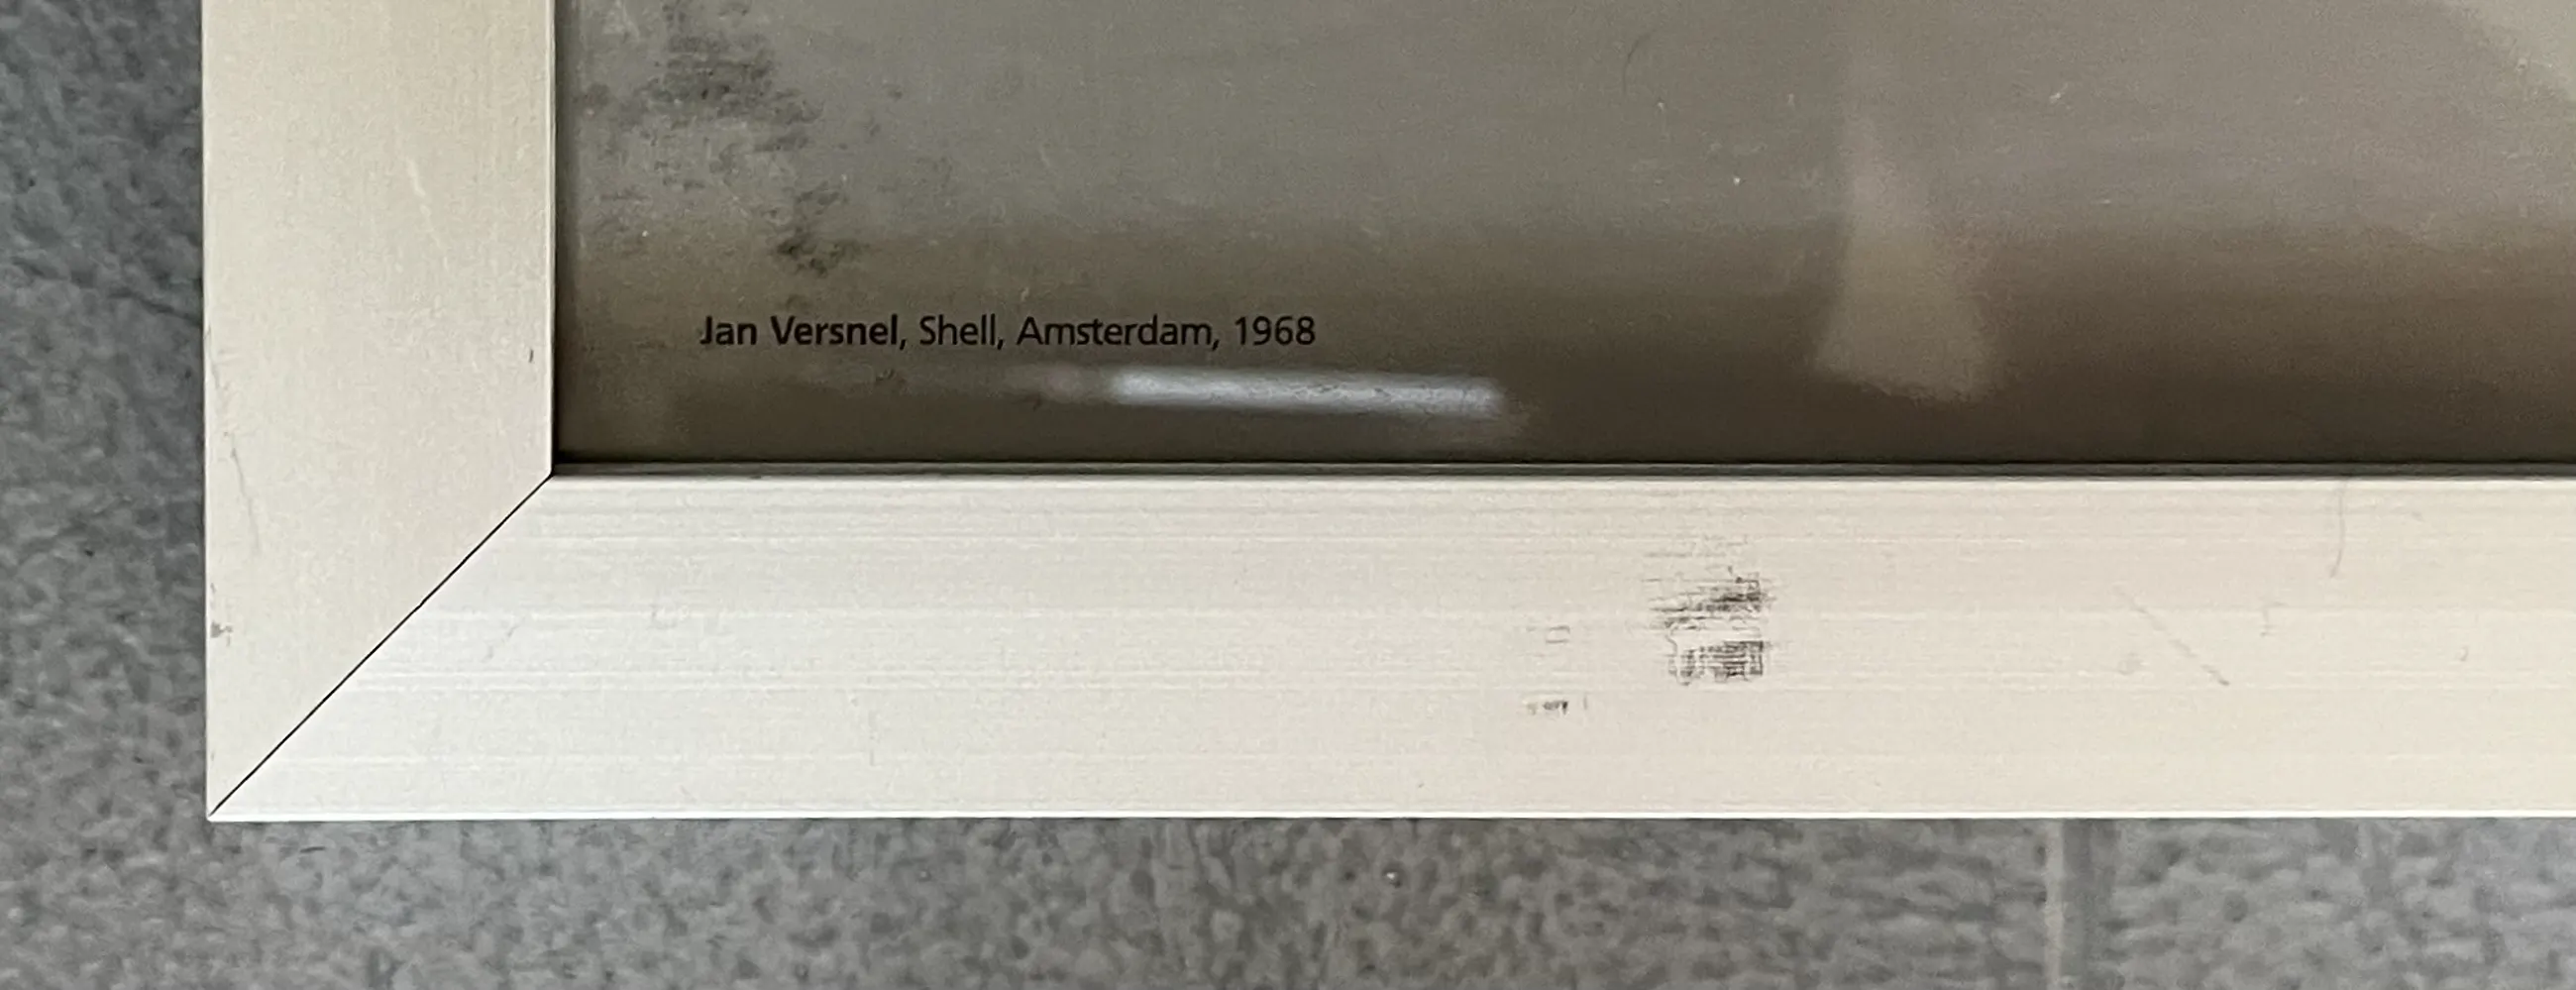 Jan Versnel, Shell, Amsterdam, 1968